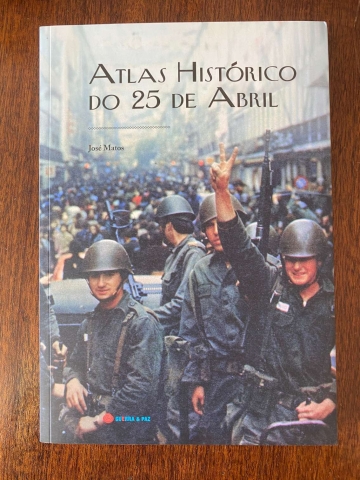 Atlas Histórico
do 25 de Abril
José Matos
GUERRA & PAZ